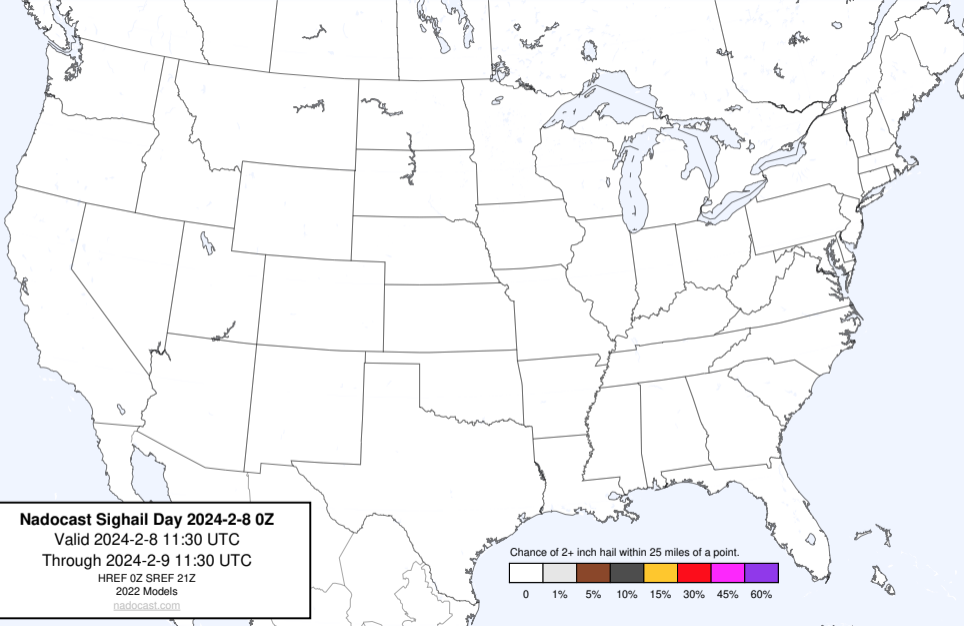 Nadocast Sighail Day 2024-2-8 0Z
Valid 2024-2-8 11:30 UTC
Through 2024-2-9 11:30 UTC
HREF 0Z SREF 21Z
2022 Models
nadocast.com
Chance of 2+ inch hail within 25 miles of a point.
0 1% 5% 10% 15% 30% 45% 60%